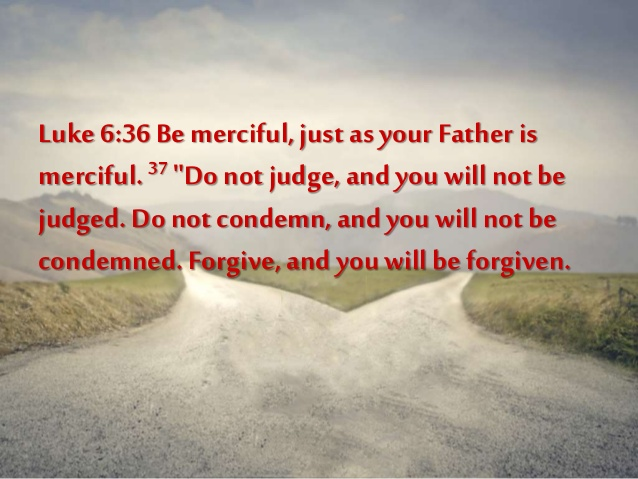 Luke 6:36 Be merciful, just as your Father is
merciful. 37 "Do not judge, and you will not be
judged. Do not condemn, and you will not be
condemned. Forgive, and you will be forgiven.